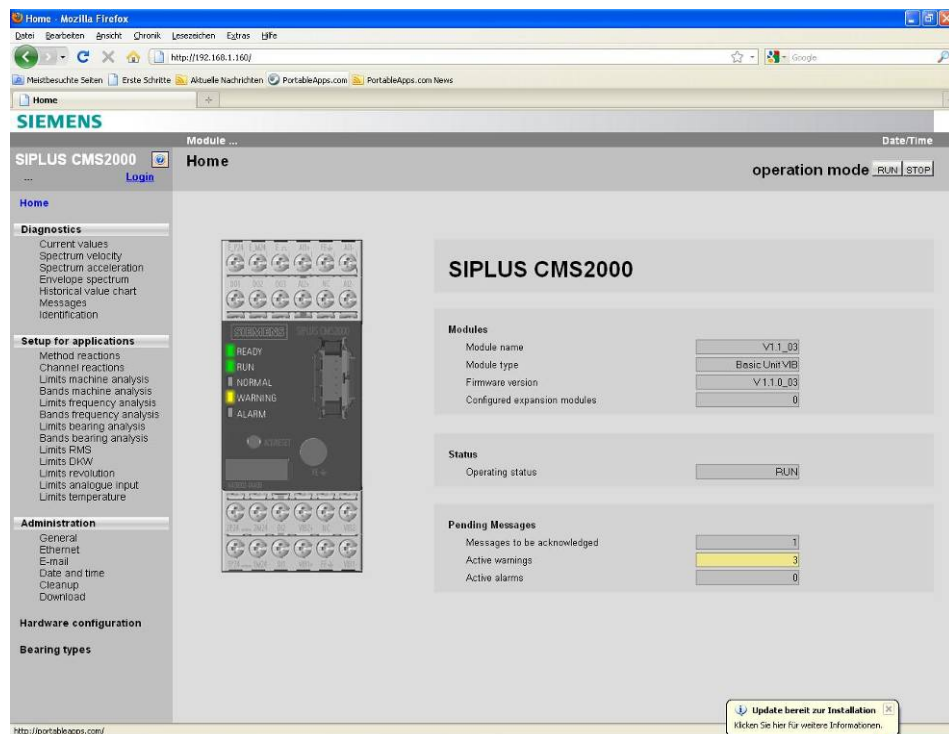 Home - Mozilla Firefox
Datei Bearbeiten Ansicht Chronik Lesezeichen Extras Hilfe
http://192.168.1.160/
Google
Meistbesuchte Seiten Erste Schritte Aktuelle Nachrichten PortableApps.com PortableApps.com News
Home
SIEMENS
Module ... Date/Time
SIPLUS CMS2000
... Login
Home
operation mode RUN STOP
Home
Diagnostics
Current values
Spectrum velocity
Spectrum acceleration
Envelope spectrum
Historical value chart
Messages
Identification
Setup for applications
Method reactions
Channel reactions
Limits machine analysis
Bands machine analysis
Limits frequency analysis
Bands frequency analysis
Limits bearing analysis
Bands bearing analysis
Limits RMS
Limits DKW
Limits revolution
Limits analogue input
Limits temperature
Administration
General
Ethernet
E-mail
Date and time
Cleanup
Download
Hardware configuration
Bearing types
SIEMENS SIPLUS CMS2000
READY
RUN
NORMAL
WARNING
ALARM
SIPLUS CMS2000
Modules
Module name V1.1_03
Module type Basic Unit VIB
Firmware version V 1.1.0_03
Configured expansion modules 0
Status
Operating status RUN
Pending Messages
Messages to be acknowledged 1
Active warnings 3
Active alarms 0
Update bereit zur Installation
Klicken Sie hier für weitere Informationen.
http://portableapps.com/